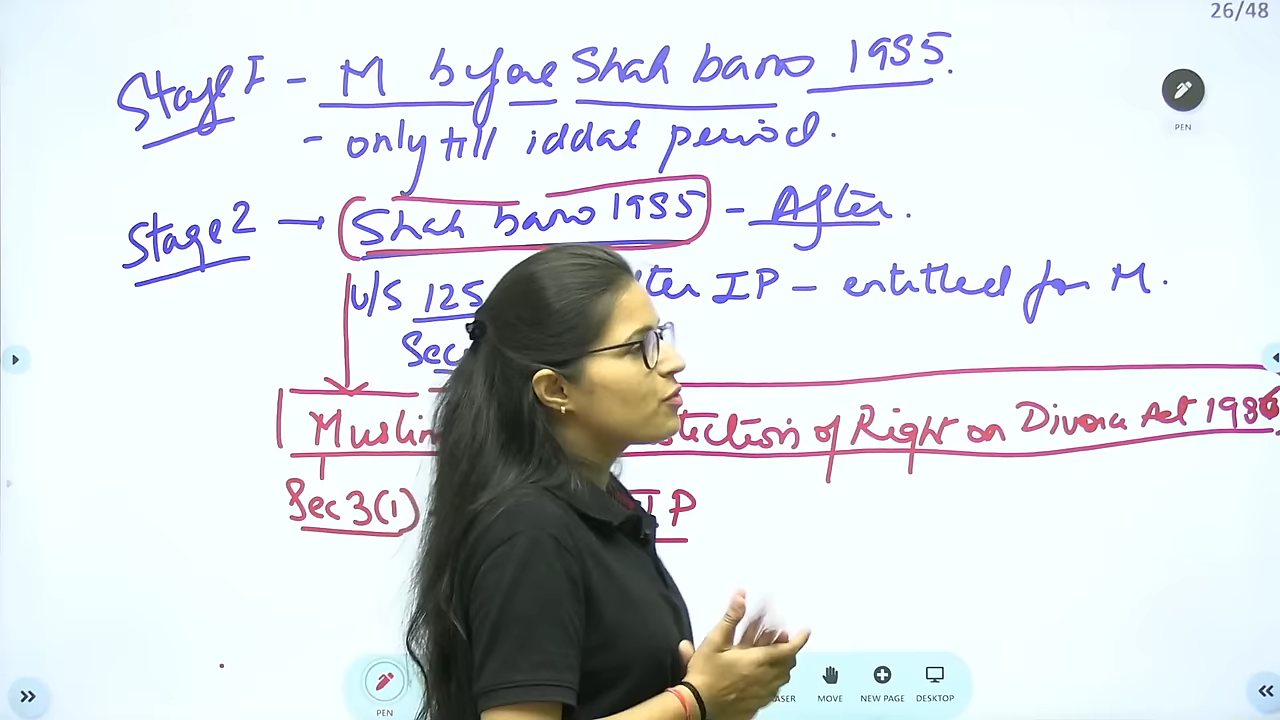 26/48
Stage I - M before Shah bano 1985.
PEN
- only till iddat period.
Stage 2 → Shah bano 1985 - After.
U/S 125 IP - entitled for M.
Sec
Muslim of Right on Divorce Act 1986
Sec 3(1) IP
PEN
MOVE
NEW PAGE
DESKTOP